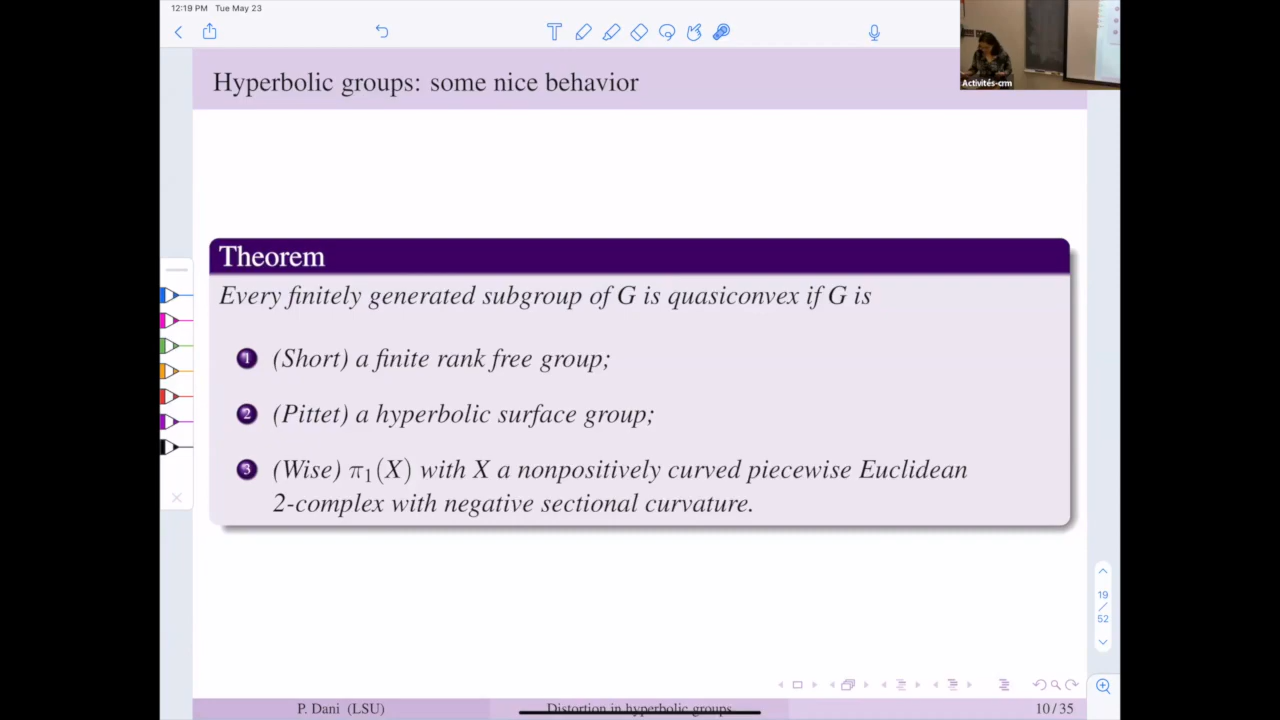 12:19 PM Tue May 23
T
Activités-crm
Hyperbolic groups: some nice behavior
Theorem
Every finitely generated subgroup of G is quasiconvex if G is
1 (Short) a finite rank free group;
2 (Pittet) a hyperbolic surface group;
3 (Wise) π₁(X) with X a nonpositively curved piecewise Euclidean
2-complex with negative sectional curvature.
19
/
52
P. Dani (LSU) Distortion in hyperbolic groups 10/35